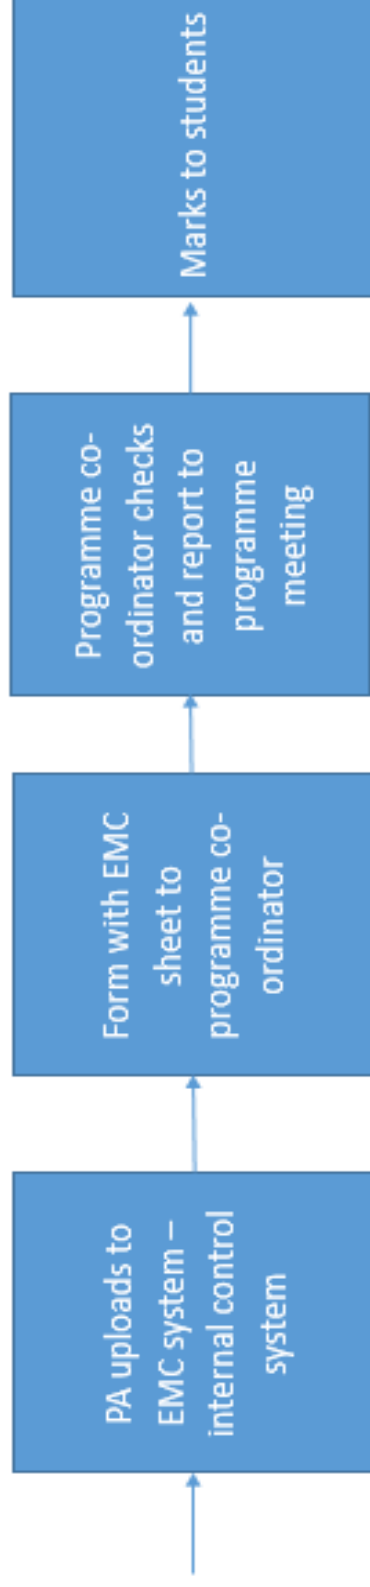 PA uploads to
EMC system –
internal control
system
Form with EMC
sheet to
programme co-
ordinator
Programme co-
ordinator checks
and report to
programme
meeting
Marks to students